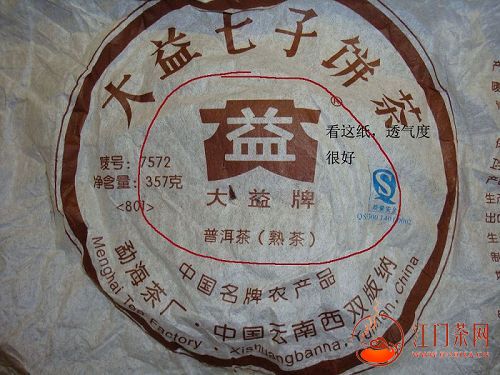 大益七子饼茶
益
®
看这纸，透气度
很好
唛号：7572
净含量：357克
<801>
大益牌
普洱茶（熟茶）
中国名牌农产品
勐海茶厂·中国云南西双版纳
Menghai Tea Factory · Xishuangbanna,
China
江门茶网